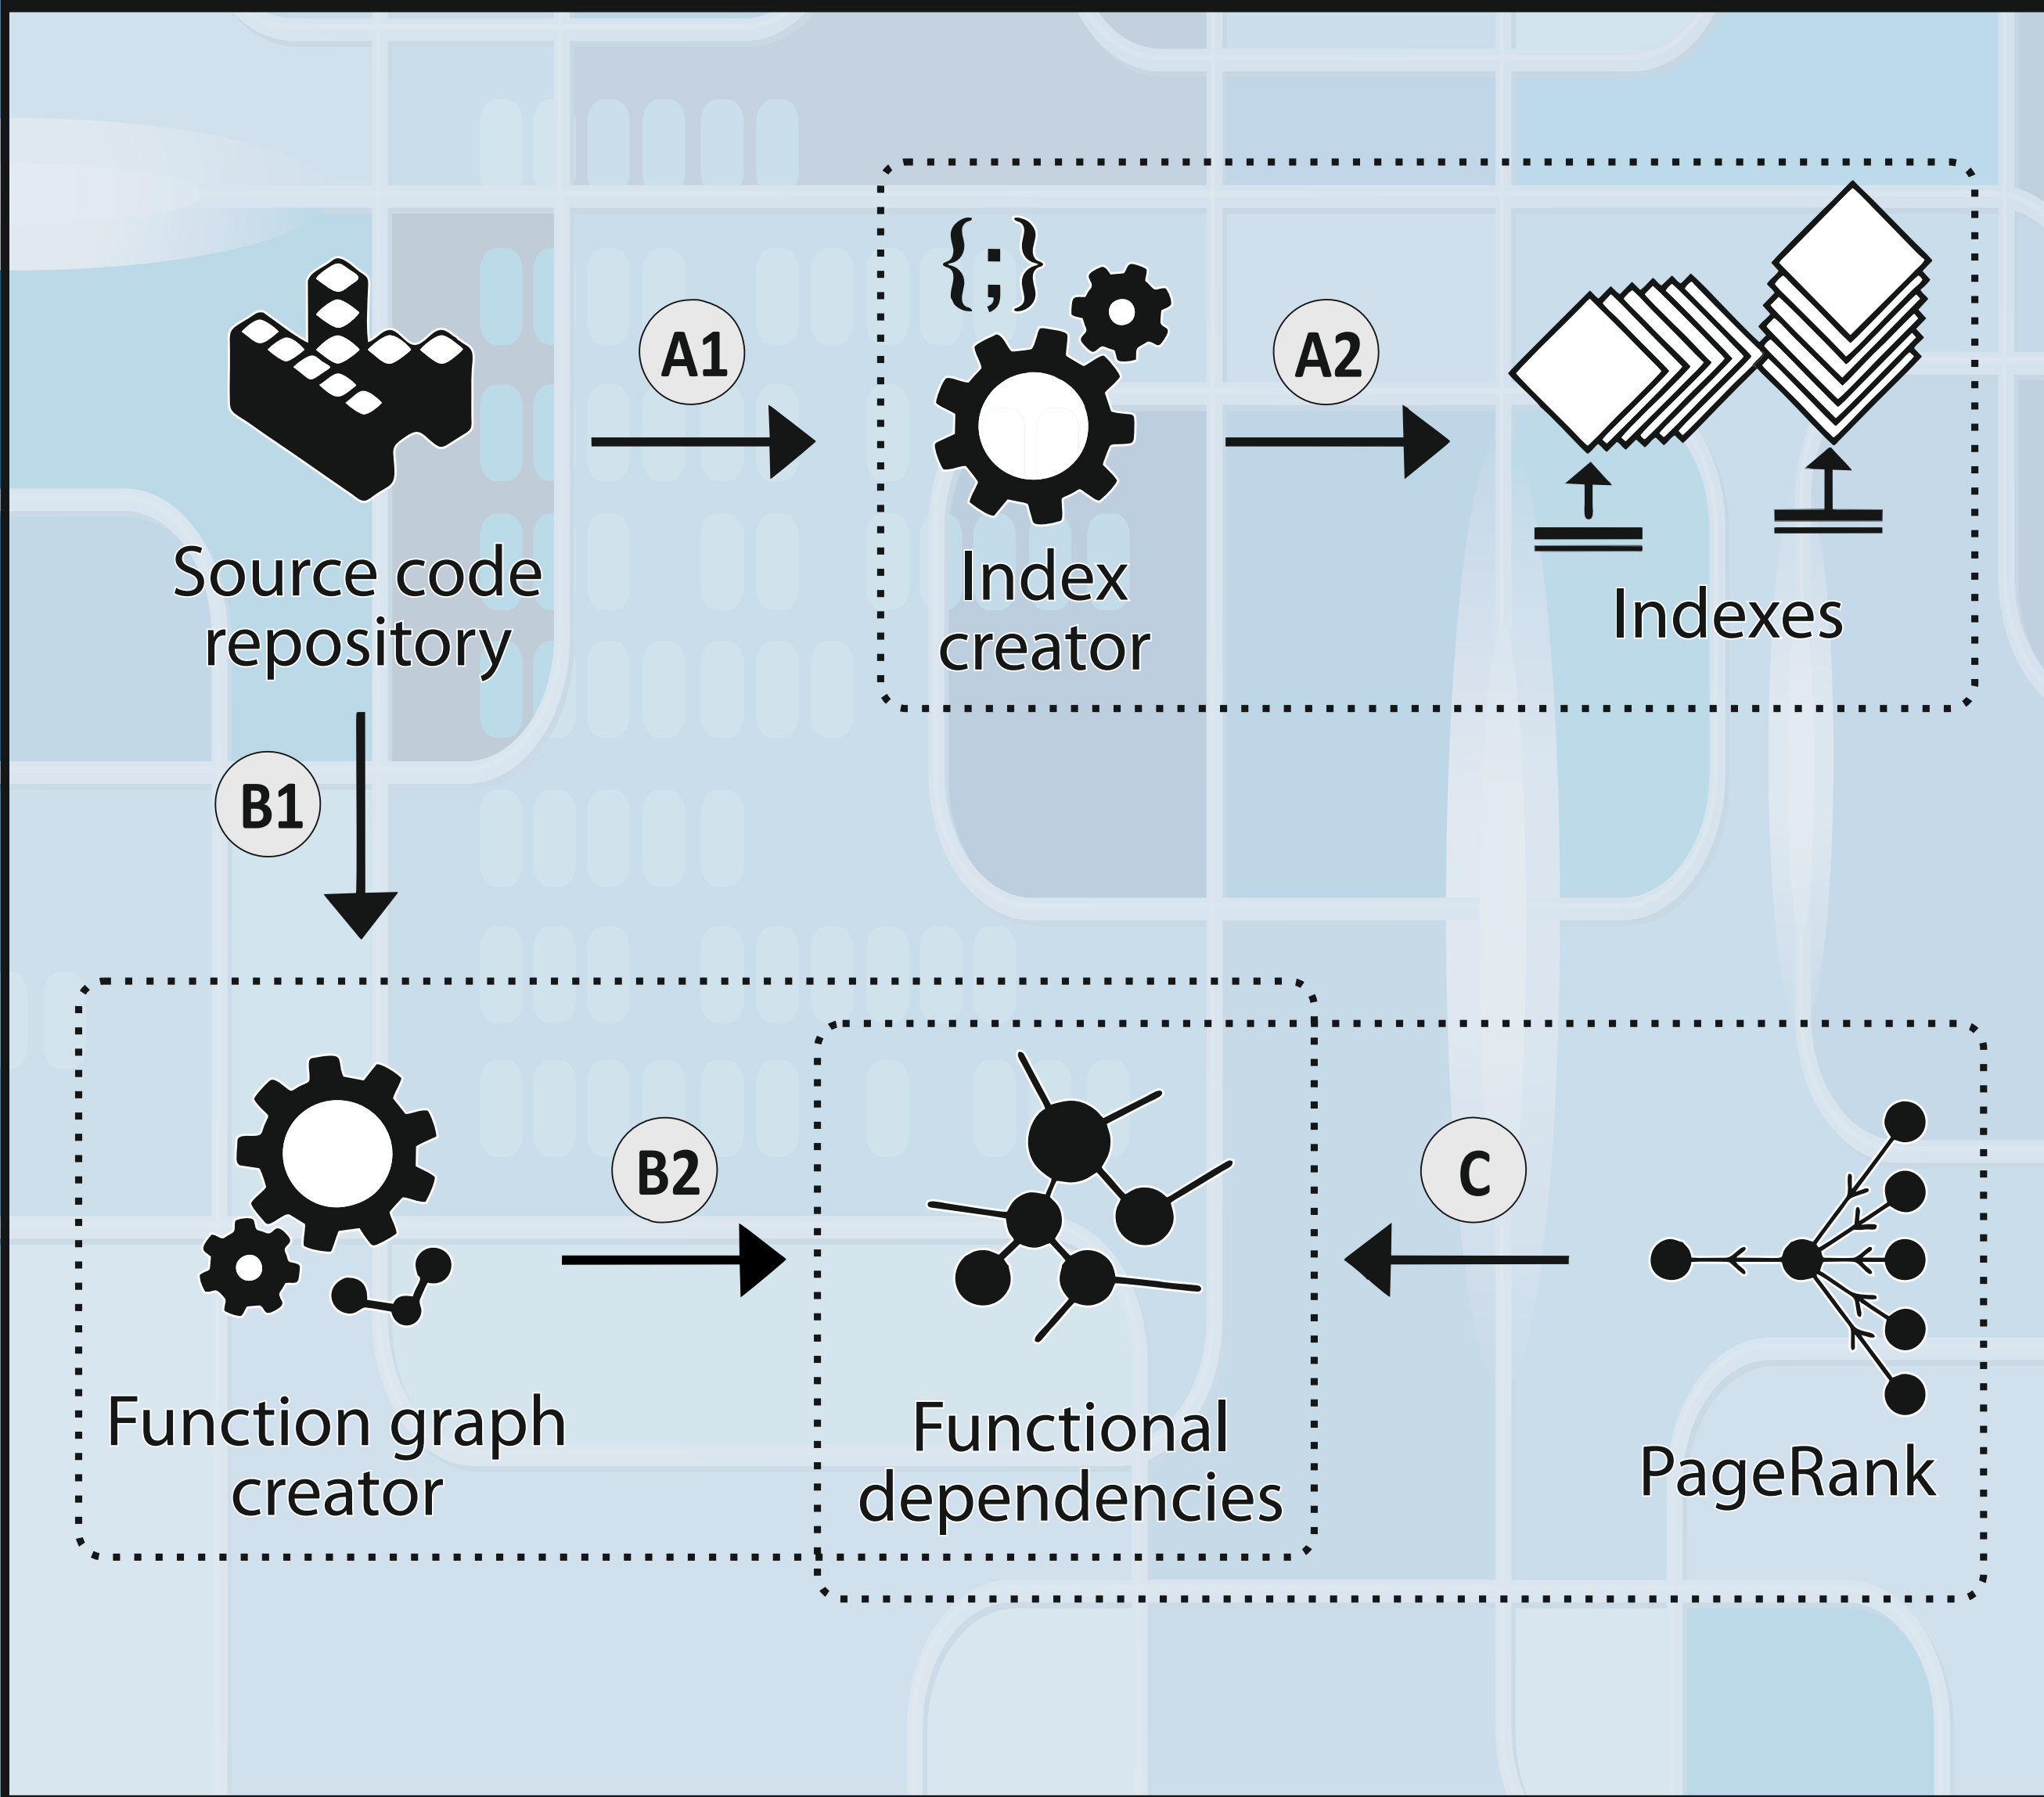 {;}
A1
A2
Source code
repository
Index
creator
Indexes
B1
B2
C
Function graph
creator
Functional
dependencies
PageRank